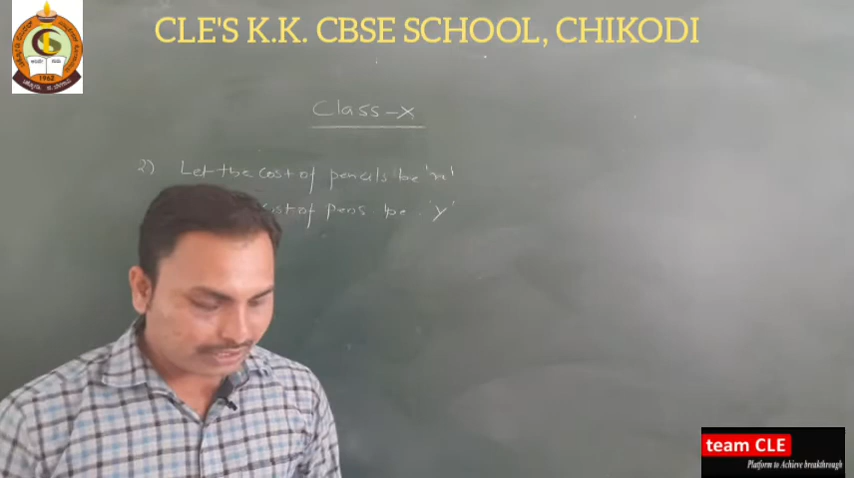 CLE'S K.K. CBSE SCHOOL, CHIKODI
1962
Class-X
2) Let the cost of pencils be 'x'
cost of pens be 'y'
team CLE
Platform to Achieve breakthrough